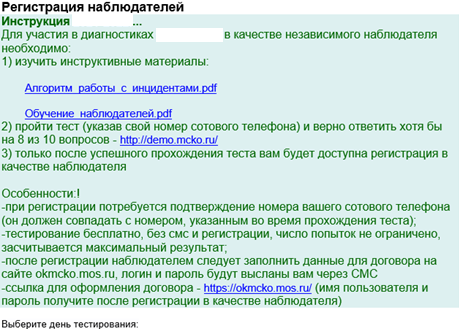 Регистрация наблюдателей
Инструкция ...
Для участия в диагностиках в качестве независимого наблюдателя
необходимо:
1) изучить инструктивные материалы:
Алгоритм_работы_с_инцидентами.pdf
Обучение_наблюдателей.pdf
2) пройти тест (указав свой номер сотового телефона) и верно ответить хотя бы
на 8 из 10 вопросов - http://demo.mcko.ru/
3) только после успешного прохождения теста вам будет доступна регистрация в
качестве наблюдателя
Особенности:!
-при регистрации потребуется подтверждение номера вашего сотового телефона
(он должен совпадать с номером, указанным во время прохождения теста);
-тестирование бесплатно, без смс и регистрации, число попыток не ограничено,
засчитывается максимальный результат;
-после регистрации наблюдателем следует заполнить данные для договора на
сайте okmcko.mos.ru, логин и пароль будут высланы вам через СМС
-ссылка для оформления договора - https://okmcko.mos.ru/ (имя пользователя и
пароль получите после регистрации в качестве наблюдателя)
Выберите день тестирования: